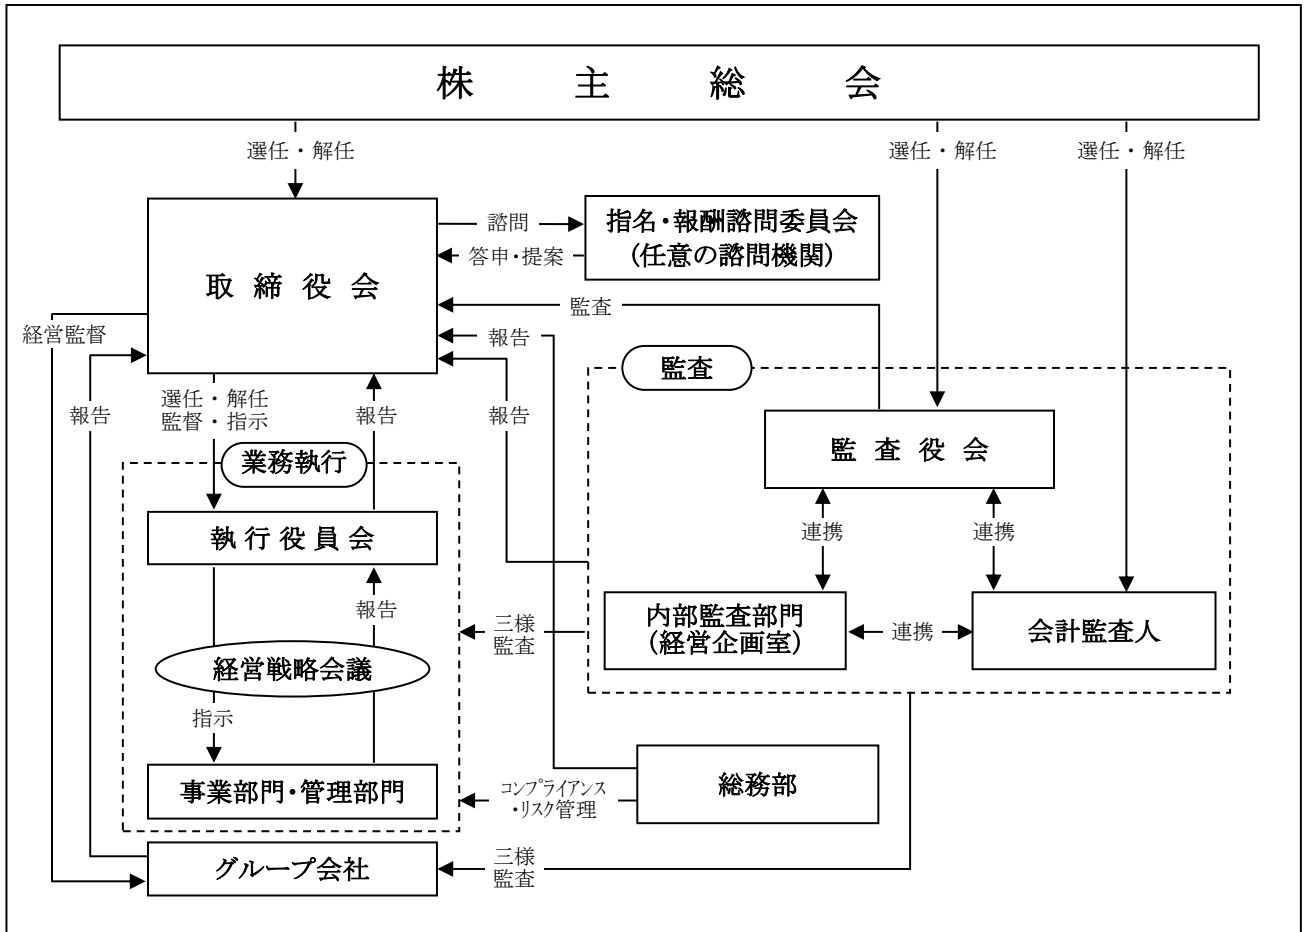 株主総会
選任・解任
選任・解任
選任・解任
諮問
指名・報酬諮問委員会
(任意の諮問機関)
答申・提案
取締役会
監査
経営監督
報告
監査
報告
選任・解任
監督・指示
報告
報告
監査役会
業務執行
執行役員会
連携
連携
報告
三様
監査
内部監査部門
(経営企画室)
連携
会計監査人
経営戦略会議
指示
事業部門・管理部門
コンプライアンス
・リスク管理
総務部
グループ会社
三様
監査